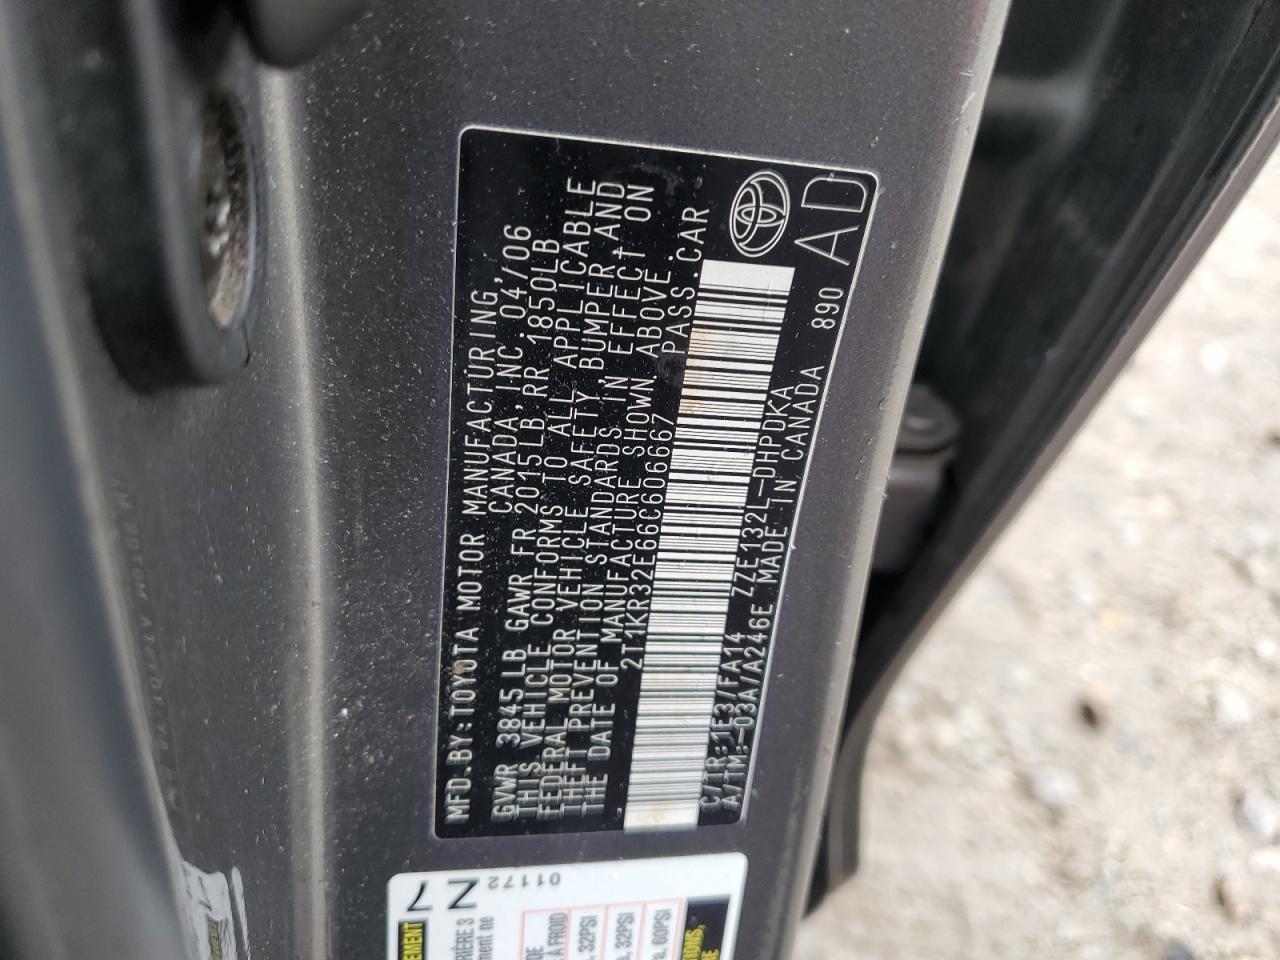 MFD.BY:TOYOTA MOTOR MANUFACTURING
CANADA,INC. 04/06
GVWR 3845LB GAWR FR 2015LB,RR 1850LB
THIS VEHICLE CONFORMS TO ALL APPLICABLE
FEDERAL MOTOR VEHICLE SAFETY, BUMPER,AND
THEFT PREVENTION STANDARDS IN EFFECT ON
THE DATE OF MANUFACTURE SHOWN ABOVE.
2T1KR32E66C606667 PASS.CAR
C/TR:1E3/FA14 ZZE132L-DHPDKA
A/TM:-03A/A246E MADE IN CANADA 890
AD
7
Z
01172
32PSI
32PSI
60PSI
À FROID